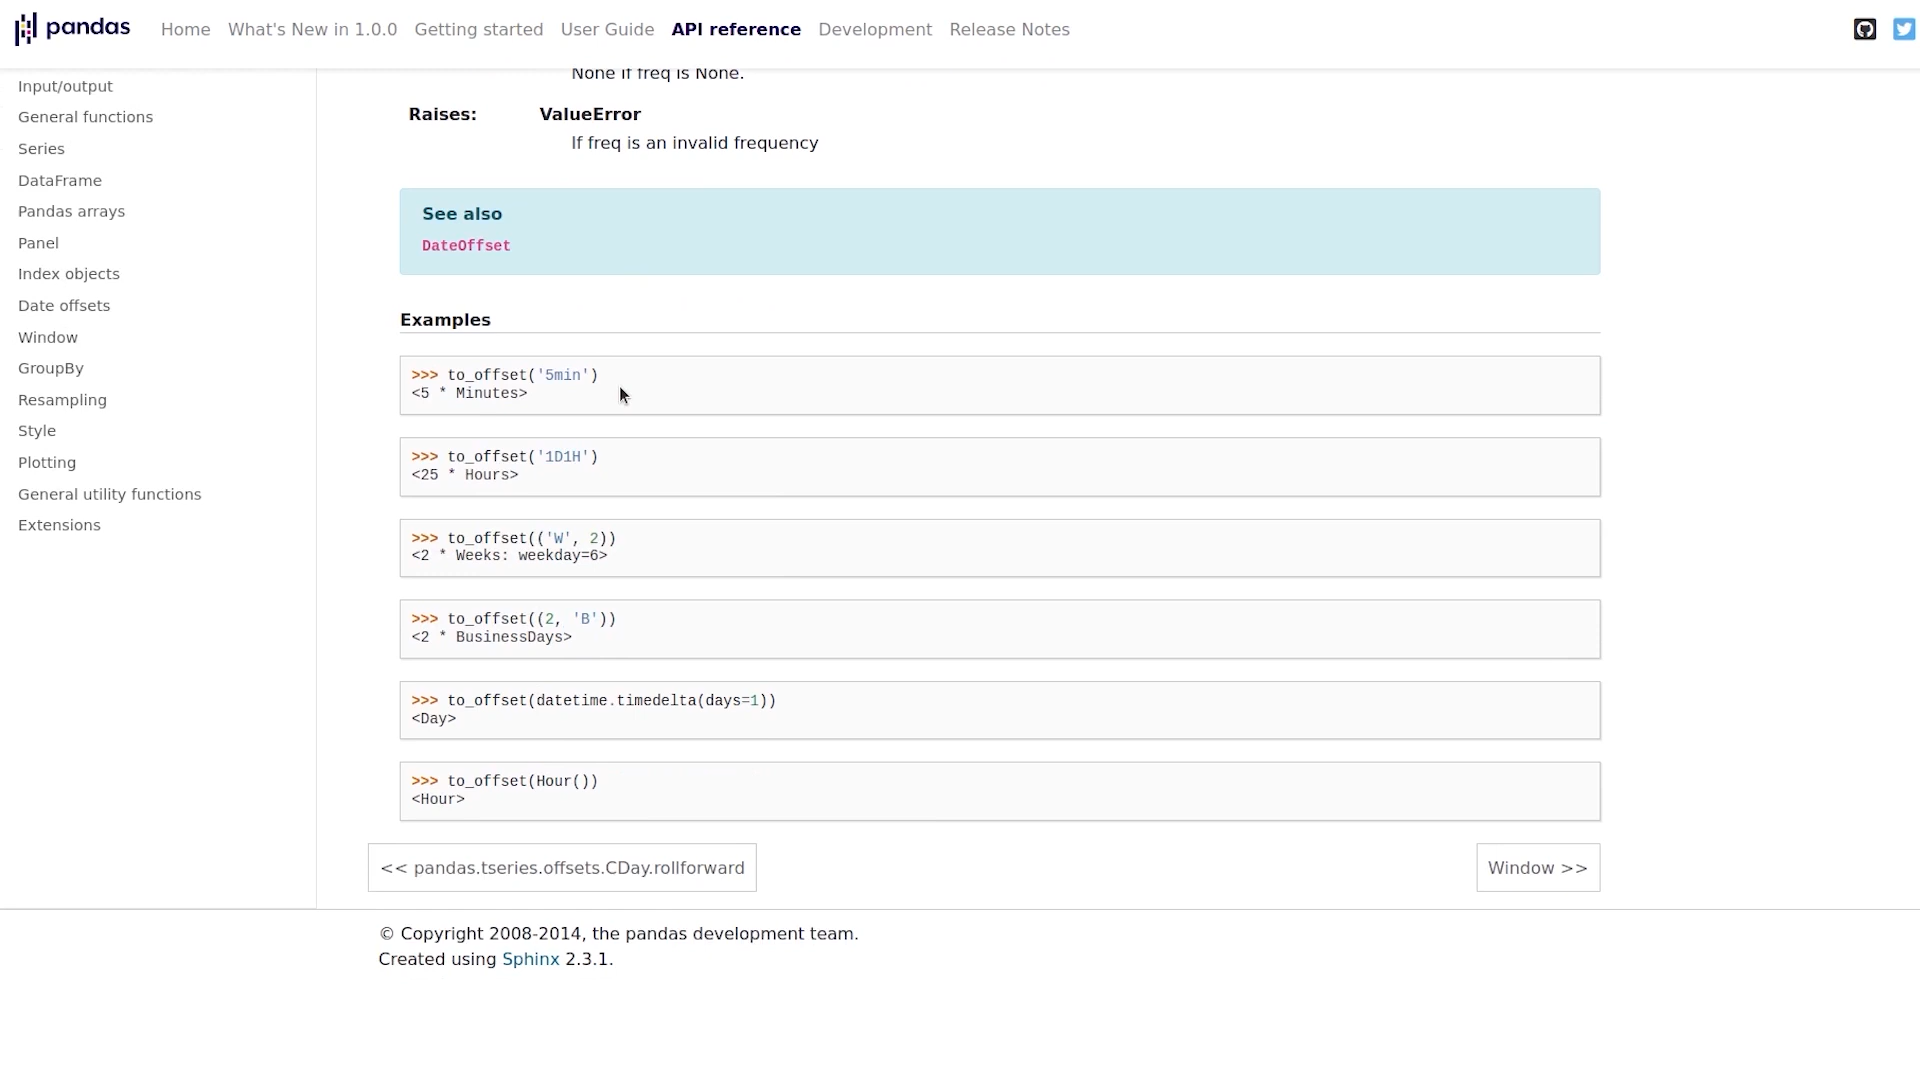 pandas Home What's New in 1.0.0 Getting started User Guide API reference Development Release Notes
Input/output
General functions
Series
DataFrame
Pandas arrays
Panel
Index objects
Date offsets
Window
GroupBy
Resampling
Style
Plotting
General utility functions
Extensions
None if freq is None.
Raises: ValueError
If freq is an invalid frequency
See also
DateOffset
Examples
>>> to_offset('5min')
<5 * Minutes>
>>> to_offset('1D1H')
<25 * Hours>
>>> to_offset(('W', 2))
<2 * Weeks: weekday=6>
>>> to_offset((2, 'B'))
<2 * BusinessDays>
>>> to_offset(datetime.timedelta(days=1))
<Day>
>>> to_offset(Hour())
<Hour>
<< pandas.tseries.offsets.CDay.rollforward Window >>
© Copyright 2008-2014, the pandas development team.
Created using Sphinx 2.3.1.